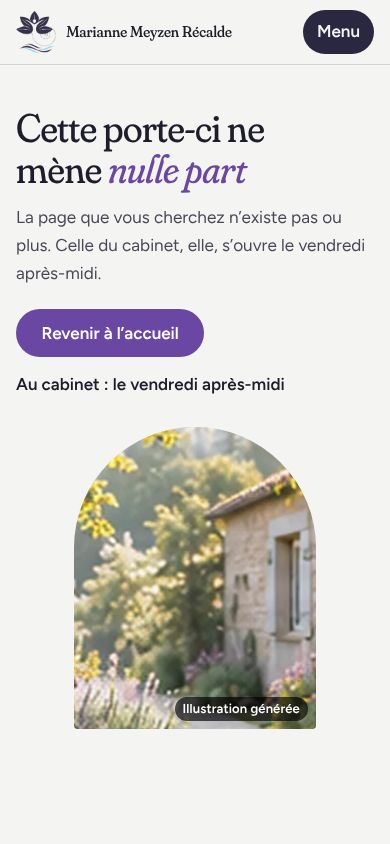 Marianne Meyzen Récalde
Menu
Cette porte-ci ne
mène nulle part
La page que vous cherchez n’existe pas ou
plus. Celle du cabinet, elle, s’ouvre le vendredi
après-midi.
Revenir à l’accueil
Au cabinet : le vendredi après-midi
Illustration générée